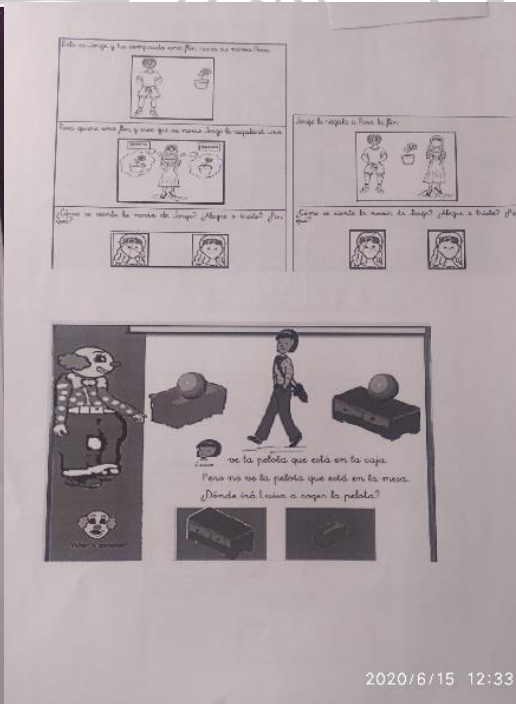 Este es Jorge y ha comprado una flor para su novia Rosa
Rosa quiere una flor y cree que su novio Jorge le regalará una
¿Cómo se siente la novia de Jorge? ¿Alegre o triste? ¿Por
qué?
Jorge le regala a Rosa la flor
¿Cómo se siente la novia de Jorge? ¿Alegre o triste? ¿Por
qué?
ve la pelota que está en la caja.
Pero no ve la pelota que está en la mesa.
¿Dónde irá Luisa a coger la pelota?
Volver a escuchar
2020/6/15 12:33